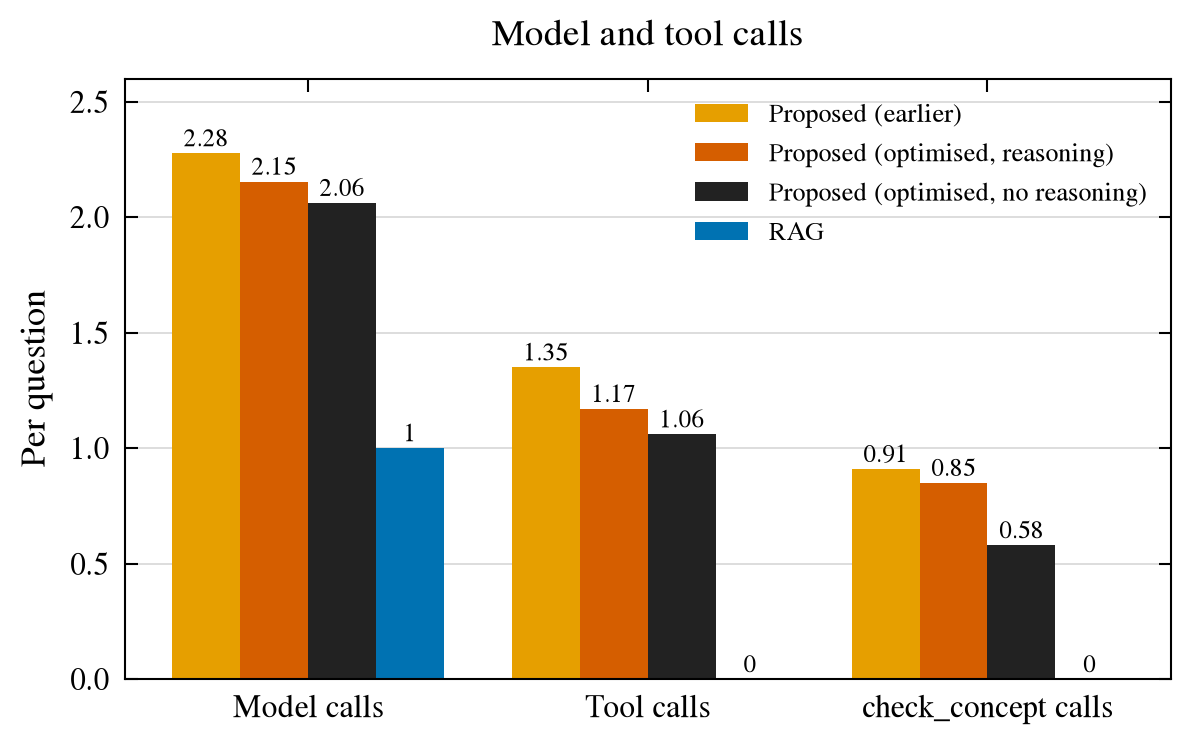 Model and tool calls
Per question
2.5
2.0
1.5
1.0
0.5
0.0
Proposed (earlier)
Proposed (optimised, reasoning)
Proposed (optimised, no reasoning)
RAG
2.28
2.15
2.06
1
1.35
1.17
1.06
0
0.91
0.85
0.58
0
Model calls
Tool calls
check_concept calls